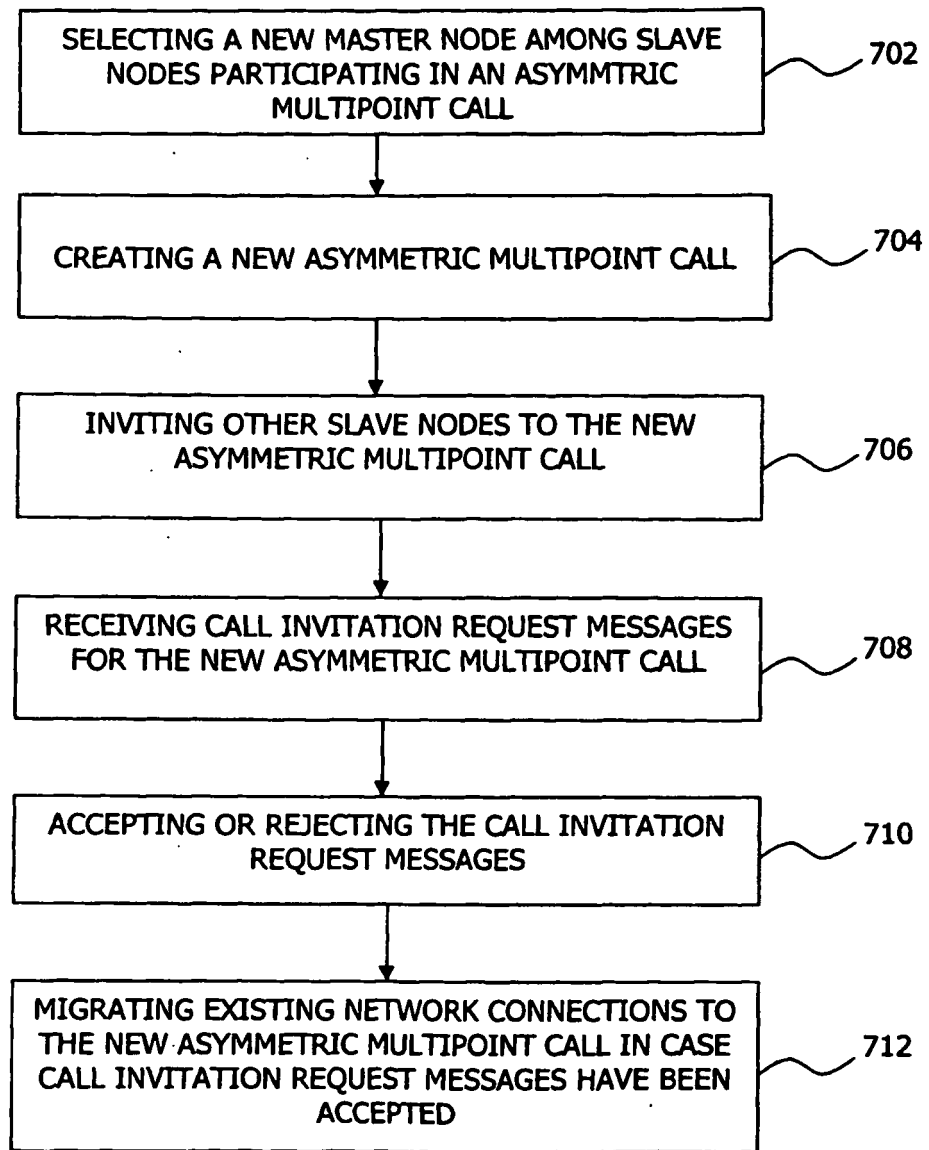 SELECTING A NEW MASTER NODE AMONG SLAVE
NODES PARTICIPATING IN AN ASYMMTRIC
MULTIPOINT CALL
702
CREATING A NEW ASYMMETRIC MULTIPOINT CALL
704
INVITING OTHER SLAVE NODES TO THE NEW
ASYMMETRIC MULTIPOINT CALL
706
RECEIVING CALL INVITATION REQUEST MESSAGES
FOR THE NEW ASYMMETRIC MULTIPOINT CALL
708
ACCEPTING OR REJECTING THE CALL INVITATION
REQUEST MESSAGES
710
MIGRATING EXISTING NETWORK CONNECTIONS TO
THE NEW ASYMMETRIC MULTIPOINT CALL IN CASE
CALL INVITATION REQUEST MESSAGES HAVE BEEN
ACCEPTED
712